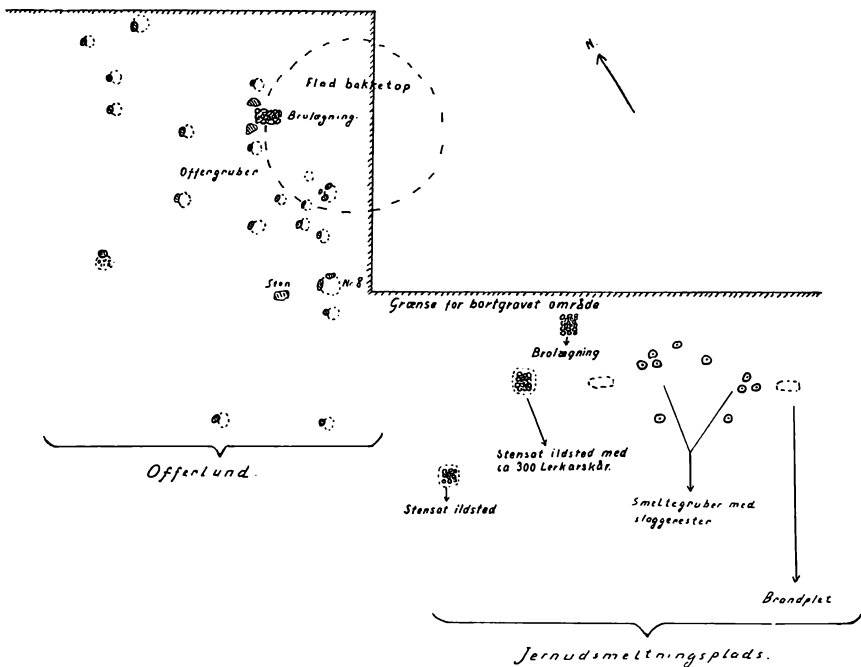 N.
Flad bakketop
Brulægning.
Offergruber
Sten
Nr. 8
Grænse for bortgravet område
Brolægning
Stensat ildsted med
ca 300 Lerkarskår.
Stensat ildsted
Smeltegruber med
slaggerester
Brandplet
Offerlund.
Jernudsmeltningsplads.